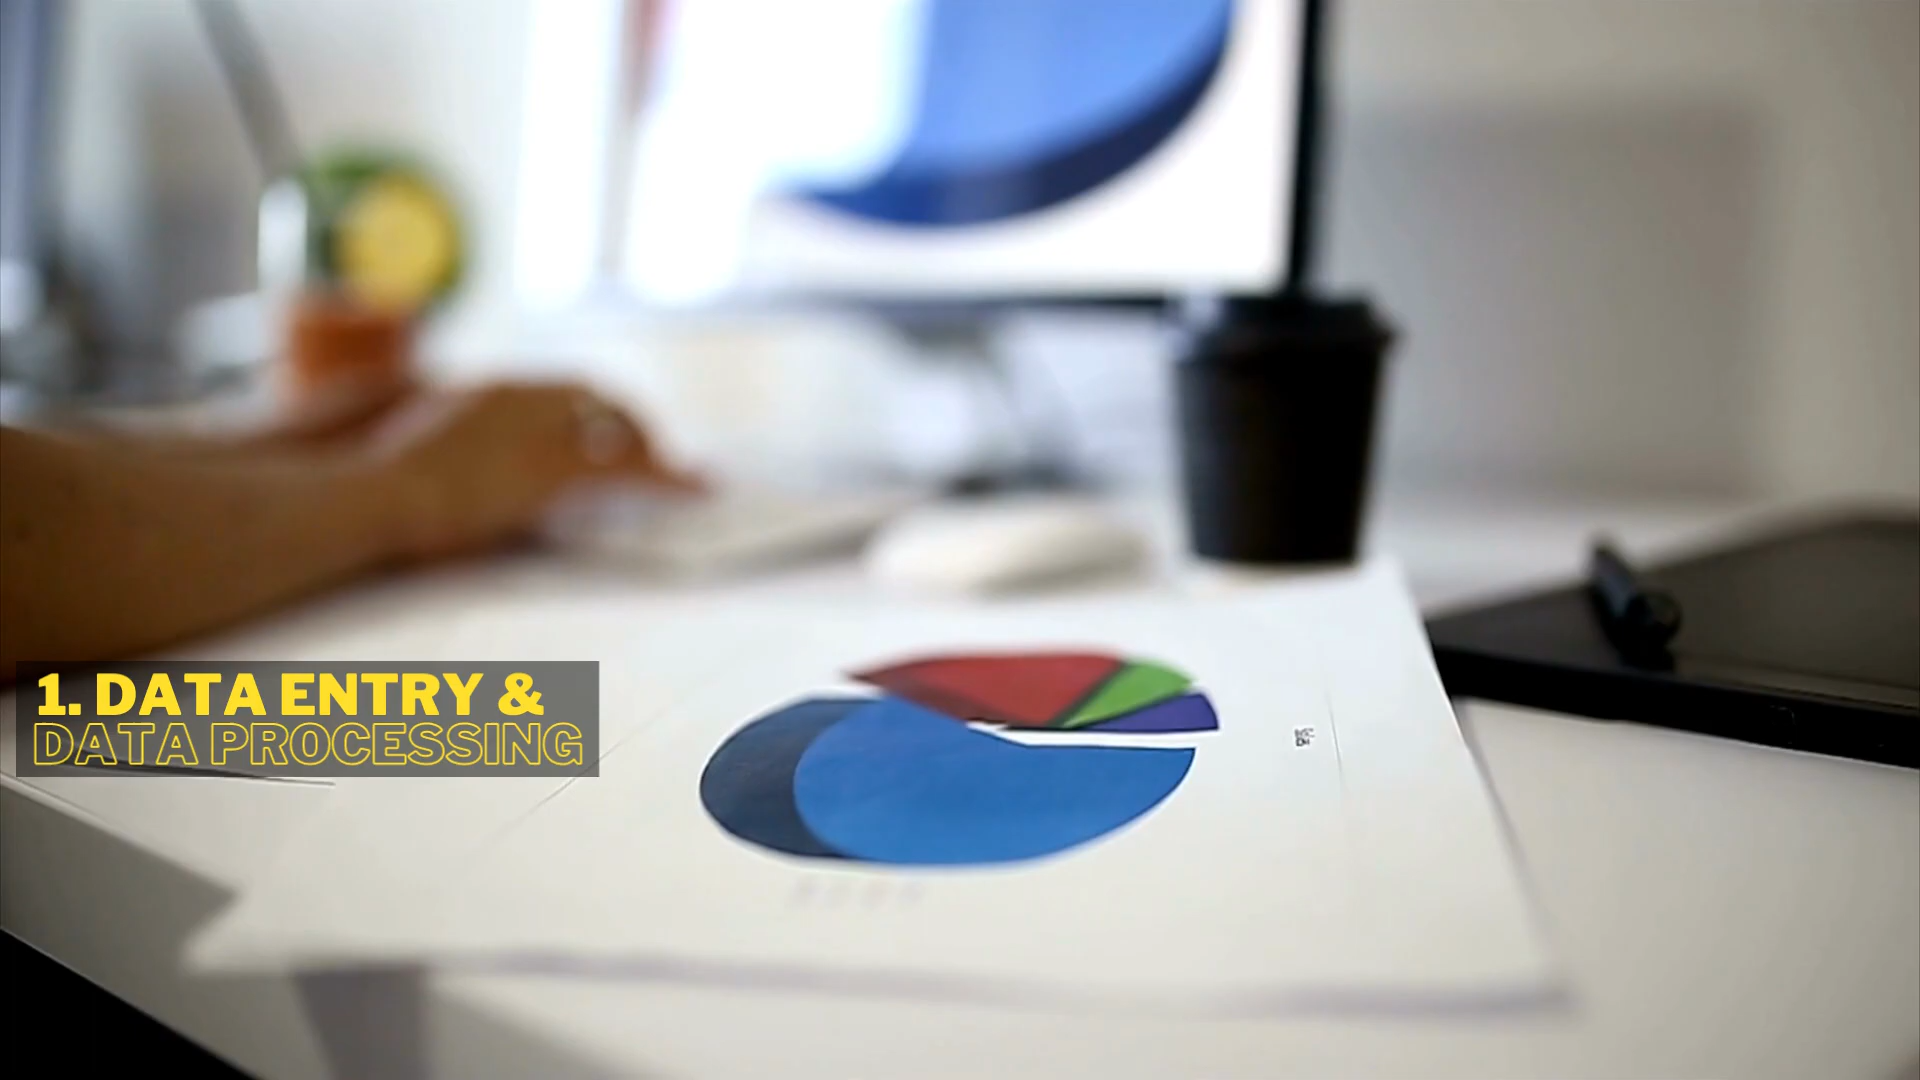 1. DATA ENTRY &
DATA PROCESSING